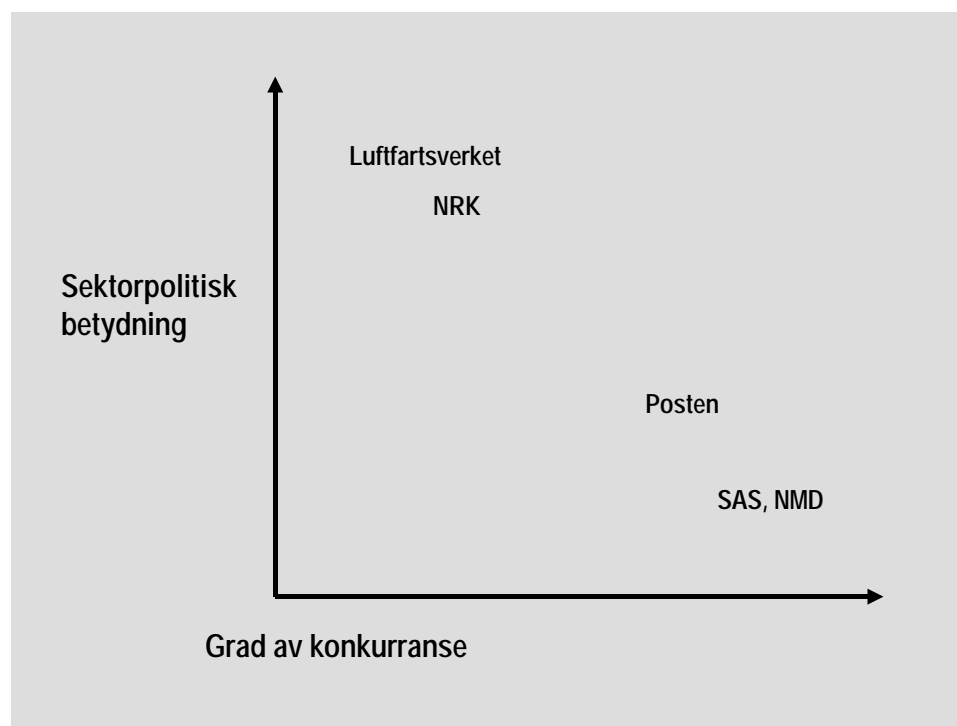 Luftfartsverket
NRK
Sektorpolitisk
betydning
Posten
SAS, NMD
Grad av konkurranse